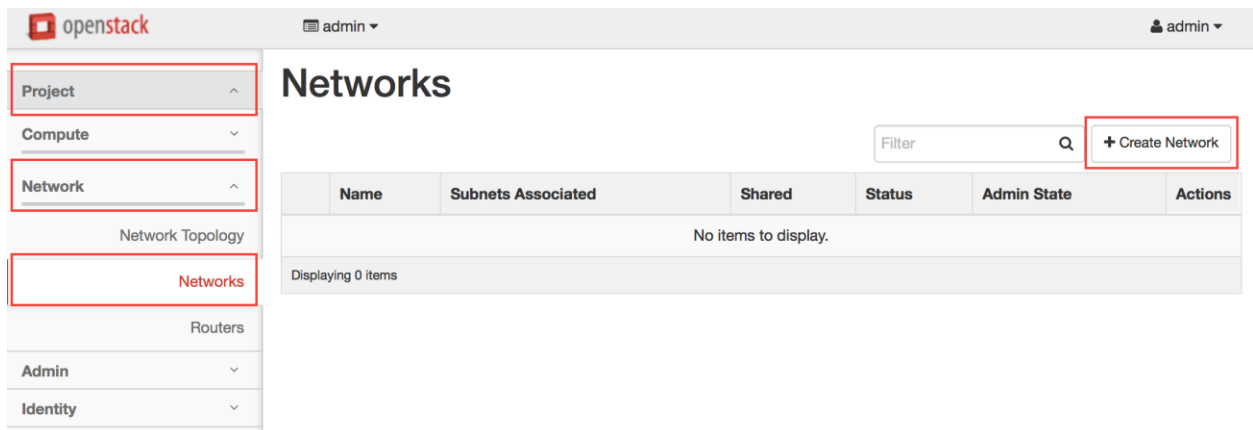 openstack
admin
admin
Project
Compute
Network
Network Topology
Networks
Routers
Admin
Identity
Networks
Filter
+ Create Network
Name Subnets Associated Shared Status Admin State Actions
No items to display.
Displaying 0 items